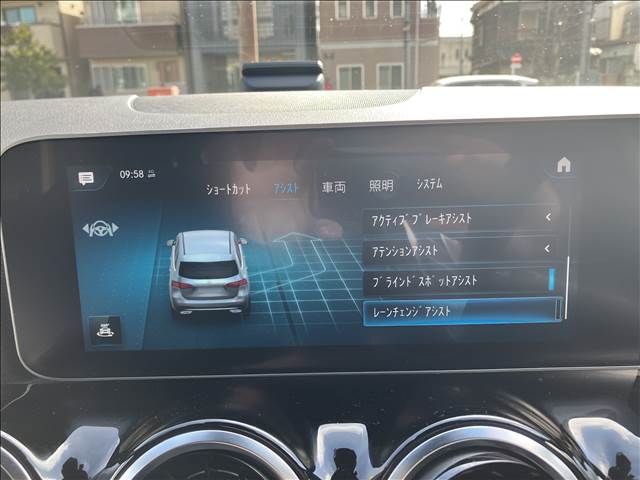 09:58
ショートカット アシスト 車両 照明 システム
アクティブブレーキアシスト
アテンションアシスト
ブラインドスポットアシスト
レーンチェンジアシスト